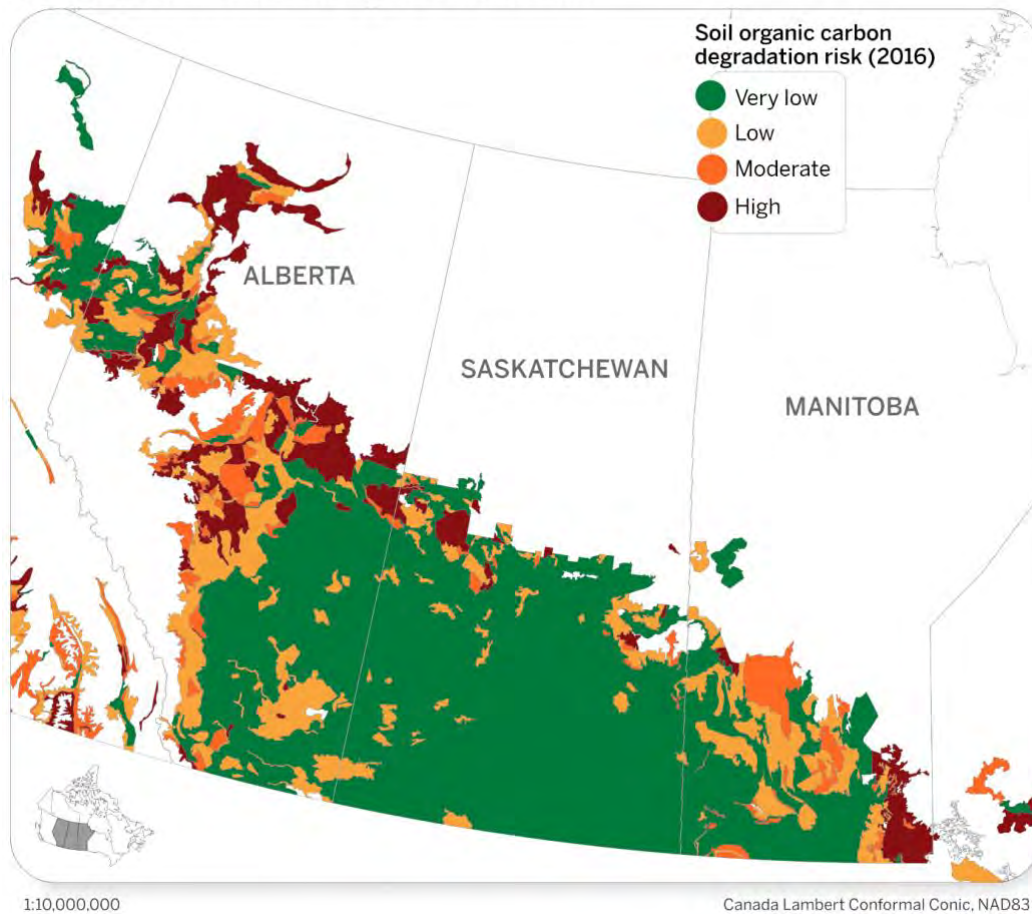 Soil organic carbon
degradation risk (2016)
Very low
Low
Moderate
High
ALBERTA
SASKATCHEWAN
MANITOBA
1:10,000,000
Canada Lambert Conformal Conic, NAD83